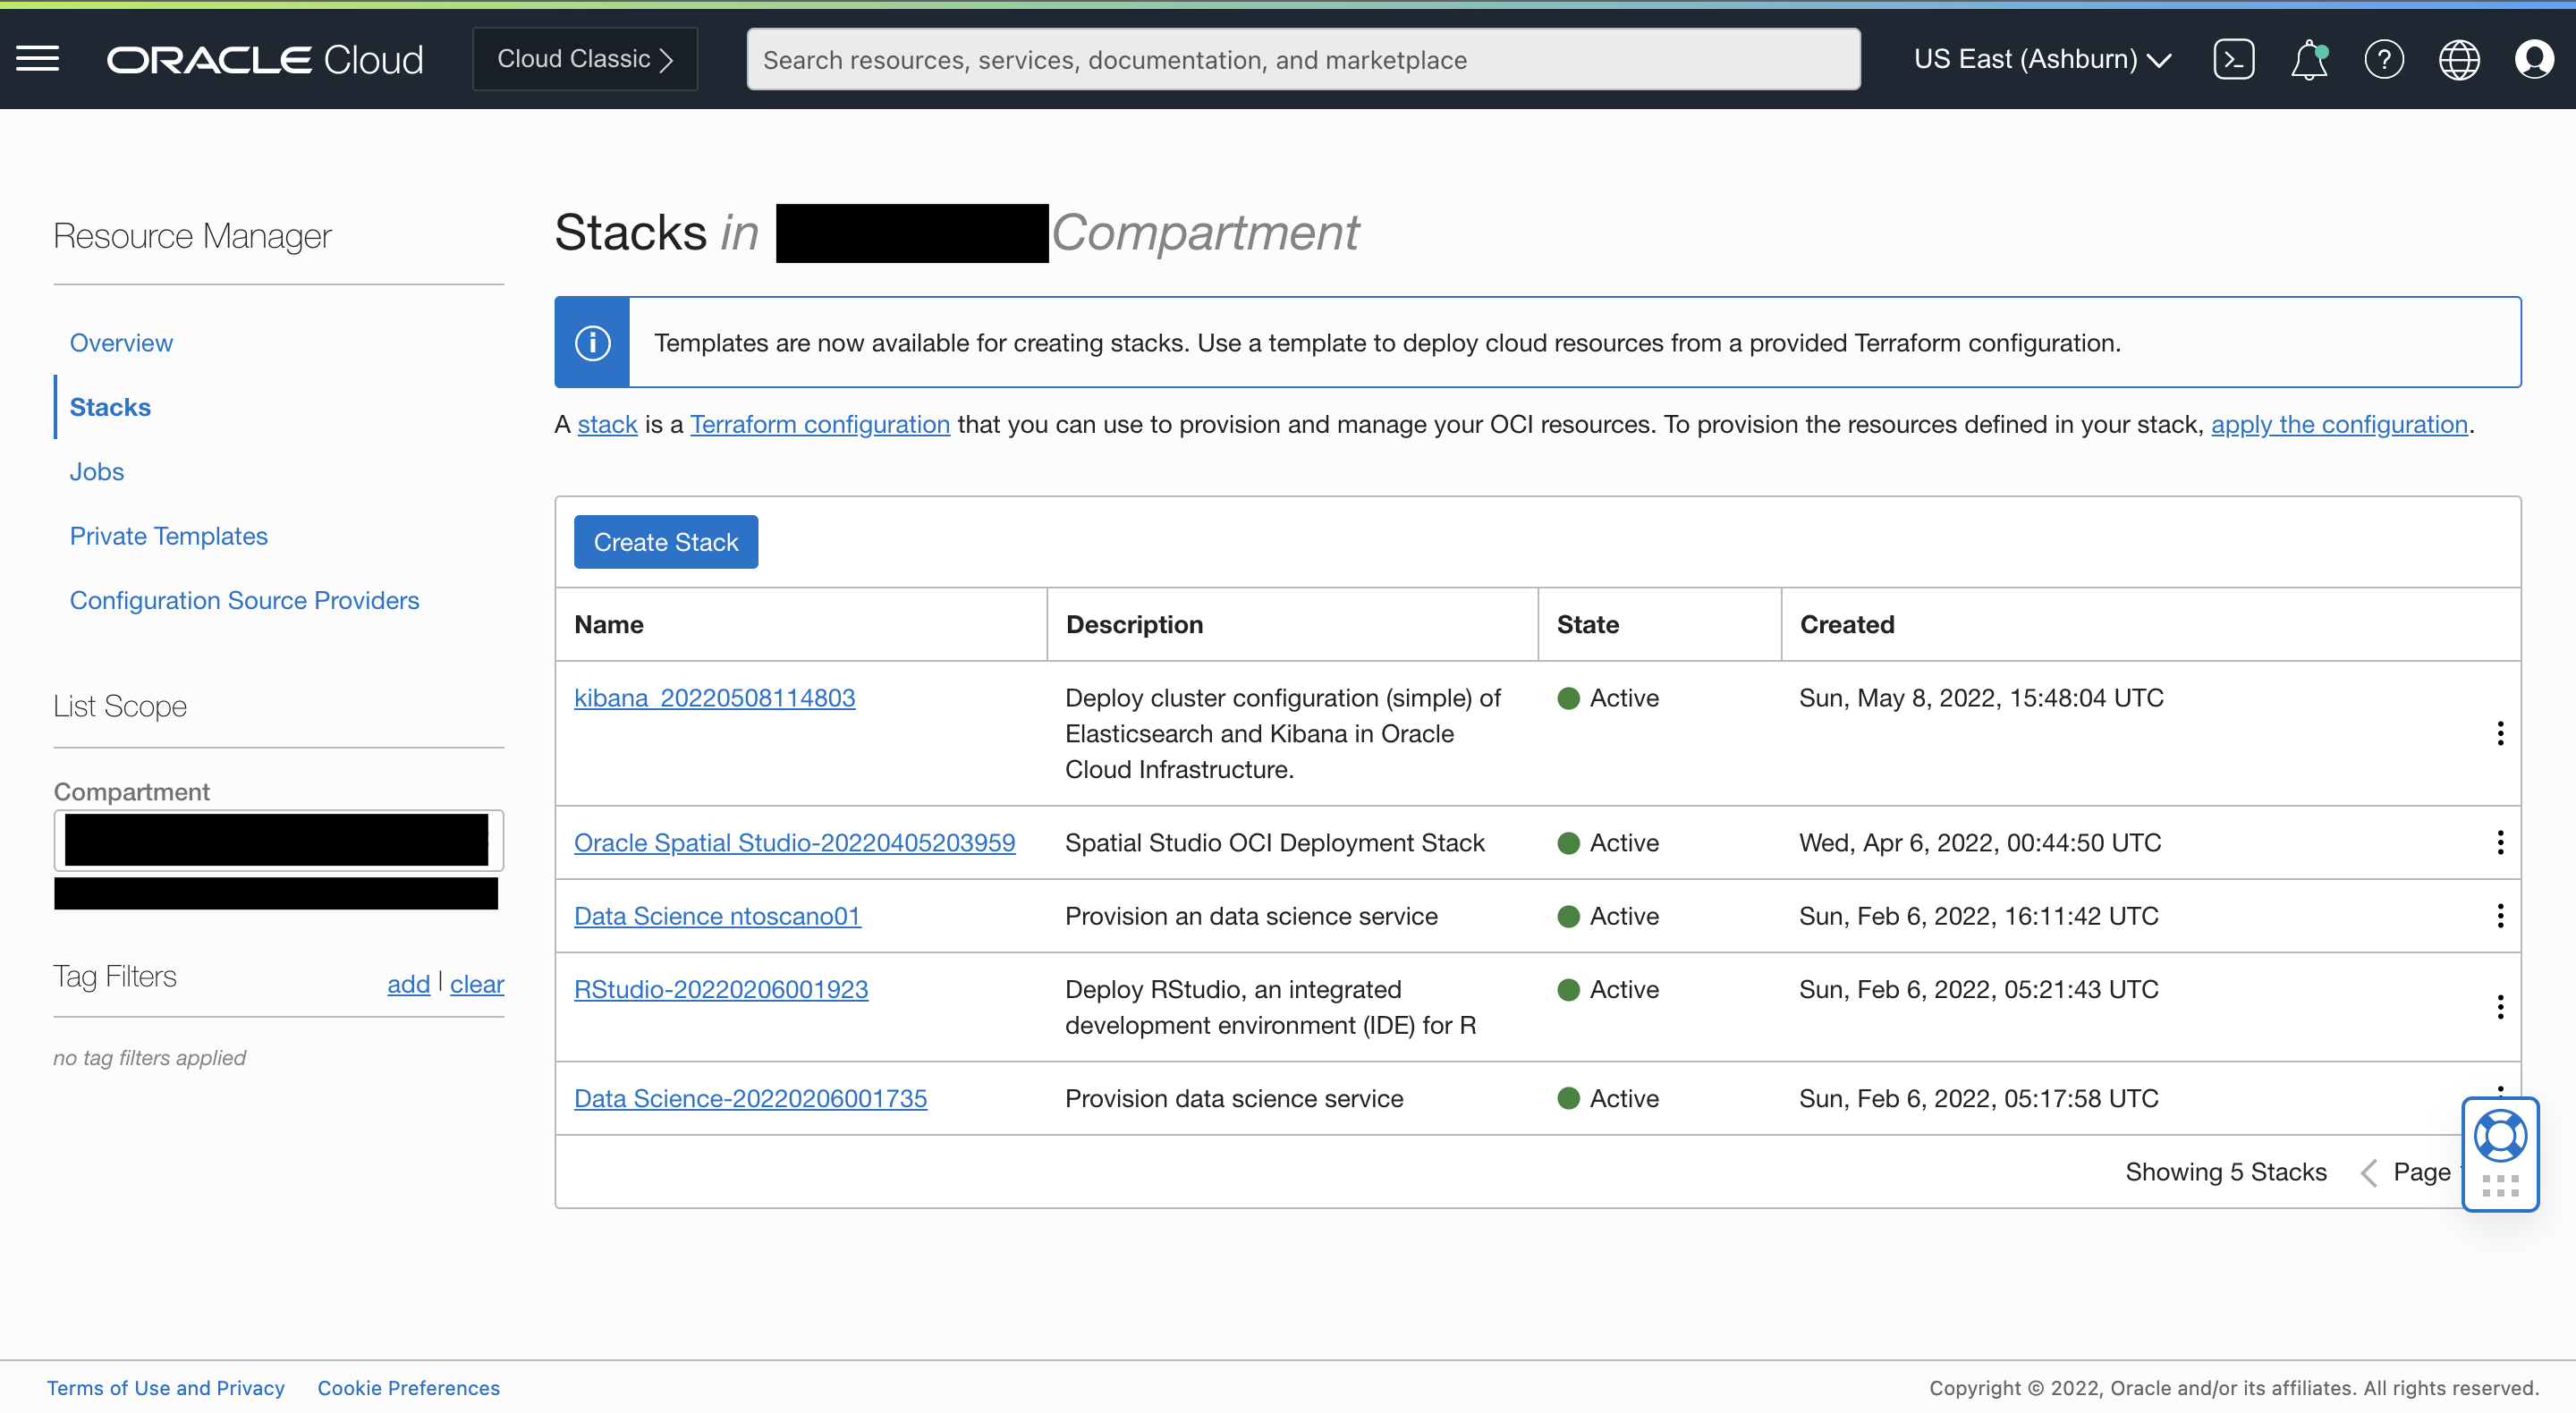 ORACLE Cloud
Cloud Classic
Search resources, services, documentation, and marketplace
US East (Ashburn)
Resource Manager
Overview
Stacks
Jobs
Private Templates
Configuration Source Providers
List Scope
Compartment
Tag Filters
add | clear
no tag filters applied
Stacks in
Compartment
Templates are now available for creating stacks. Use a template to deploy cloud resources from a provided Terraform configuration.
A stack is a Terraform configuration that you can use to provision and manage your OCI resources. To provision the resources defined in your stack, apply the configuration.
Create Stack
Name Description State Created
kibana_20220508114803 Deploy cluster configuration (simple) of Active Sun, May 8, 2022, 15:48:04 UTC
Elasticsearch and Kibana in Oracle
Cloud Infrastructure.
Oracle Spatial Studio-20220405203959 Spatial Studio OCI Deployment Stack Active Wed, Apr 6, 2022, 00:44:50 UTC
Data Science ntoscano01 Provision an data science service Active Sun, Feb 6, 2022, 16:11:42 UTC
RStudio-20220206001923 Deploy RStudio, an integrated Active Sun, Feb 6, 2022, 05:21:43 UTC
development environment (IDE) for R
Data Science-20220206001735 Provision data science service Active Sun, Feb 6, 2022, 05:17:58 UTC
Showing 5 Stacks Page
Terms of Use and Privacy Cookie Preferences Copyright © 2022, Oracle and/or its affiliates. All rights reserved.